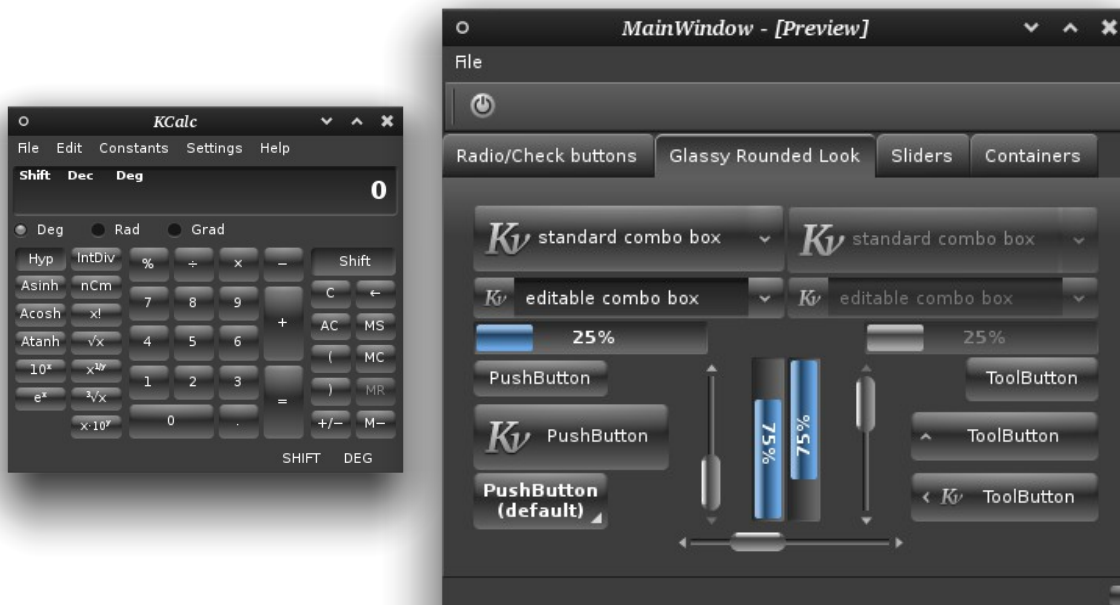 KCalc
File Edit Constants Settings Help
Shift Dec Deg
0
Deg Rad Grad
Hyp IntDiv % ÷ × − Shift
Asinh nCm 7 8 9 + C ←
Acosh x! AC MS
Atanh √x 4 5 6 ( MC
10ˣ x¹ᐟʸ 1 2 3 = ) MR
eˣ ³√x
x·10ʸ 0 . +/− M−
SHIFT DEG
MainWindow - [Preview]
File
Radio/Check buttons Glassy Rounded Look Sliders Containers
Kv standard combo box Kv standard combo box
Kv editable combo box Kv editable combo box
25% 25%
PushButton ToolButton
Kv PushButton 75% 75% ToolButton
PushButton
(default)
Kv ToolButton